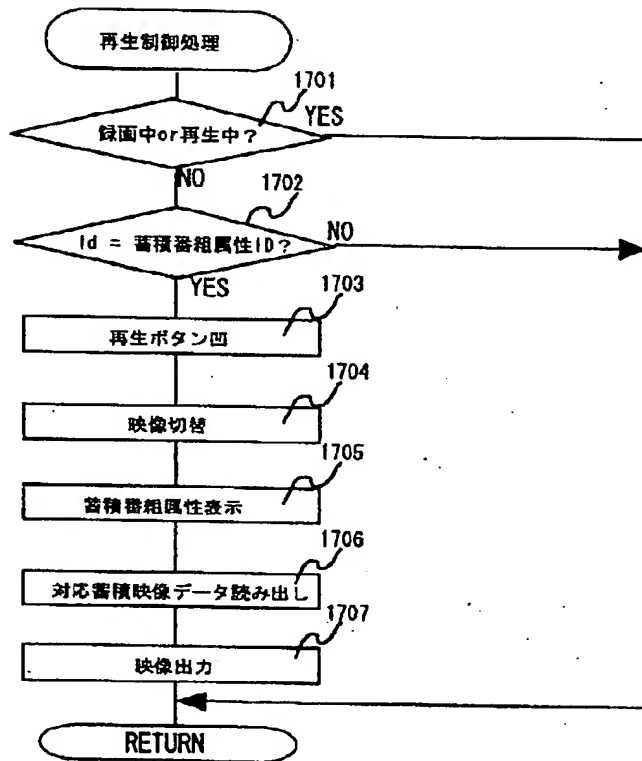 再生制御処理
1701
録画中or再生中?
YES
NO
1702
Id = 蓄積番組属性ID?
NO
YES
1703
再生ボタン凹
1704
映像切替
1705
蓄積番組属性表示
1706
対応蓄積映像データ読み出し
1707
映像出力
RETURN